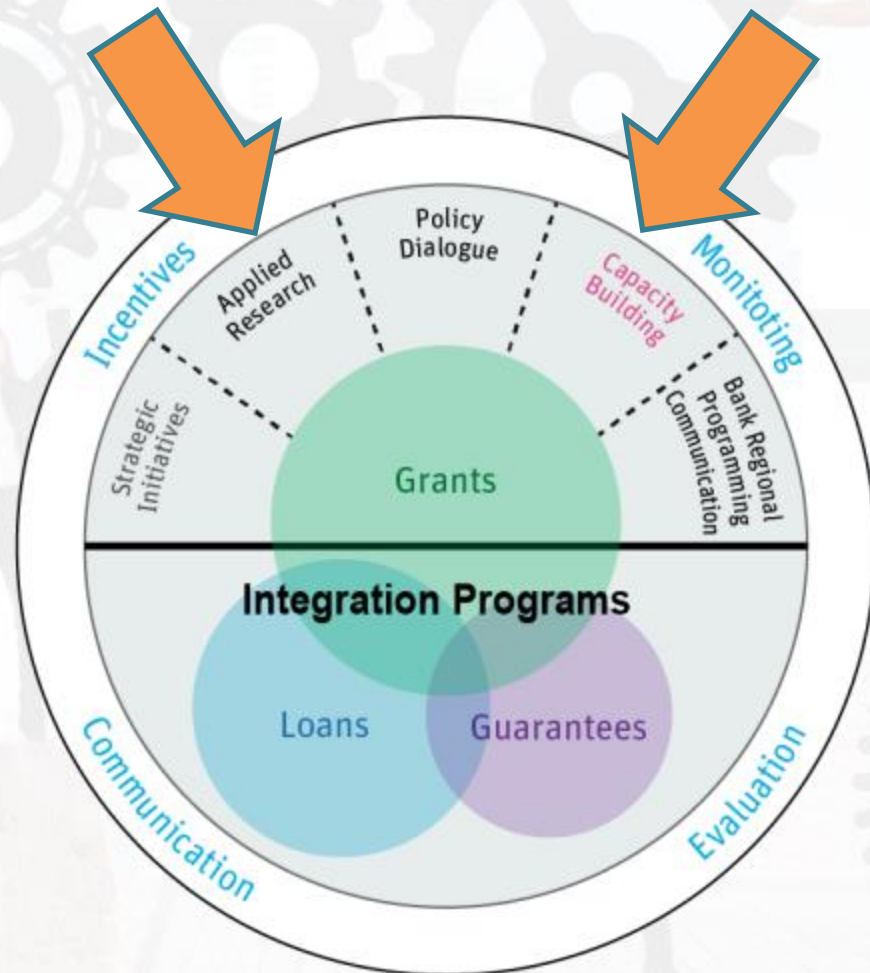 Incentives
Monitoting
Policy
Dialogue
Applied
Research
Capacity
Building
Strategic
Initiatives
Bank Regional
Programming
Communication
Grants
Integration Programs
Loans
Guarantees
Communication
Evaluation